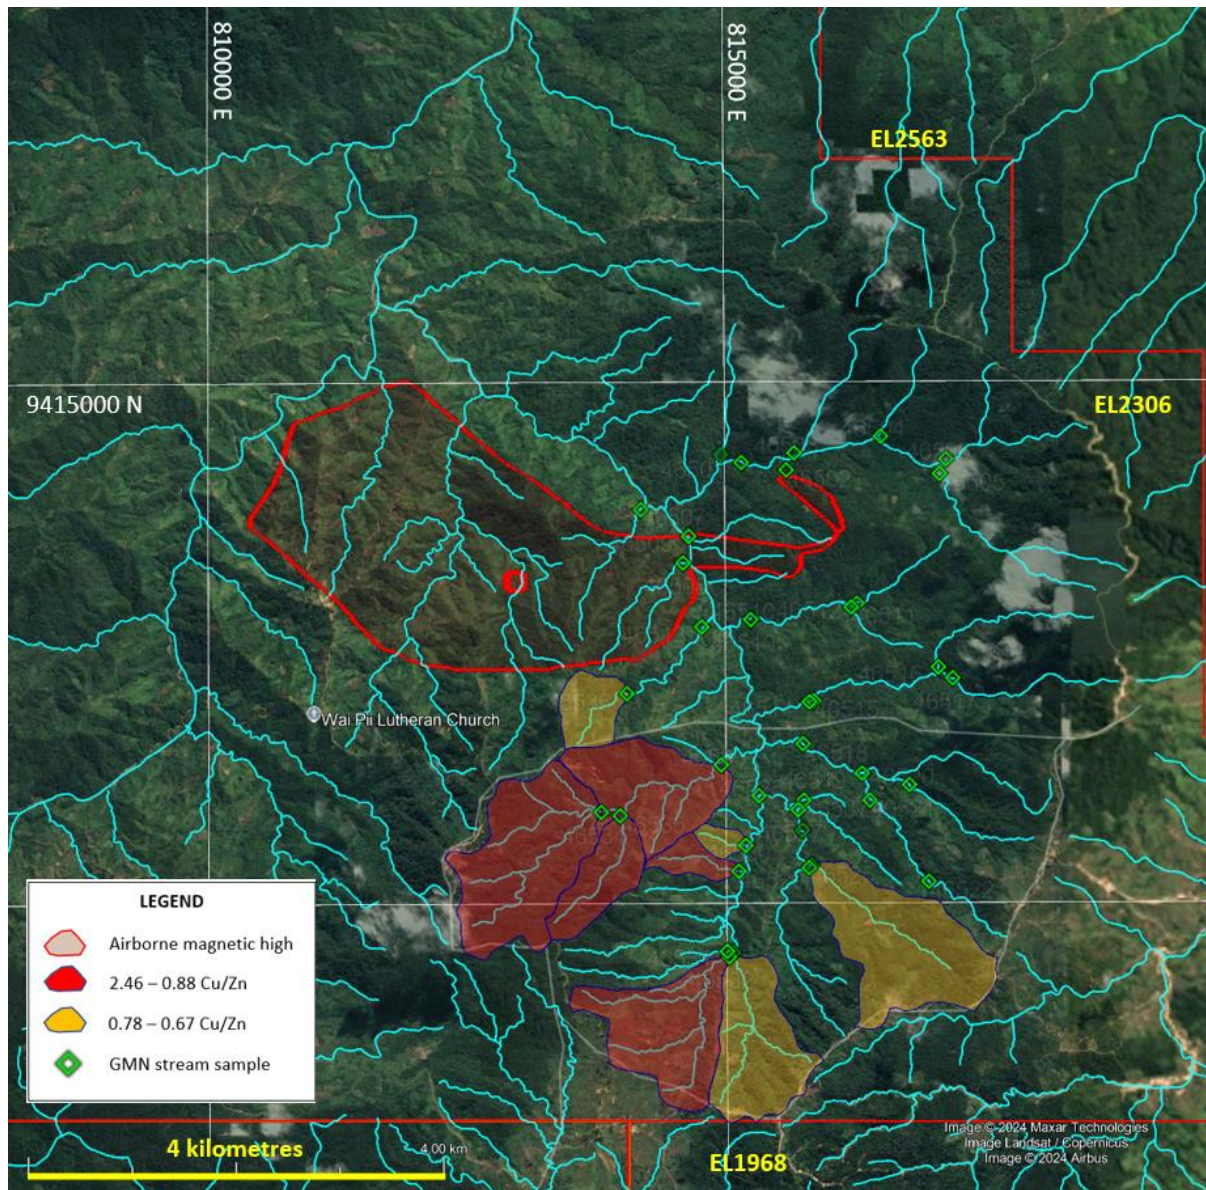 810000 E
815000 E
EL2563
9415000 N
EL2306
Wai Pii Lutheran Church
LEGEND
Airborne magnetic high
2.46 – 0.88 Cu/Zn
0.78 – 0.67 Cu/Zn
GMN stream sample
4 kilometres
4.00 km
EL1968
Image © 2024 Maxar Technologies
Image Landsat / Copernicus
Image © 2024 Airbus